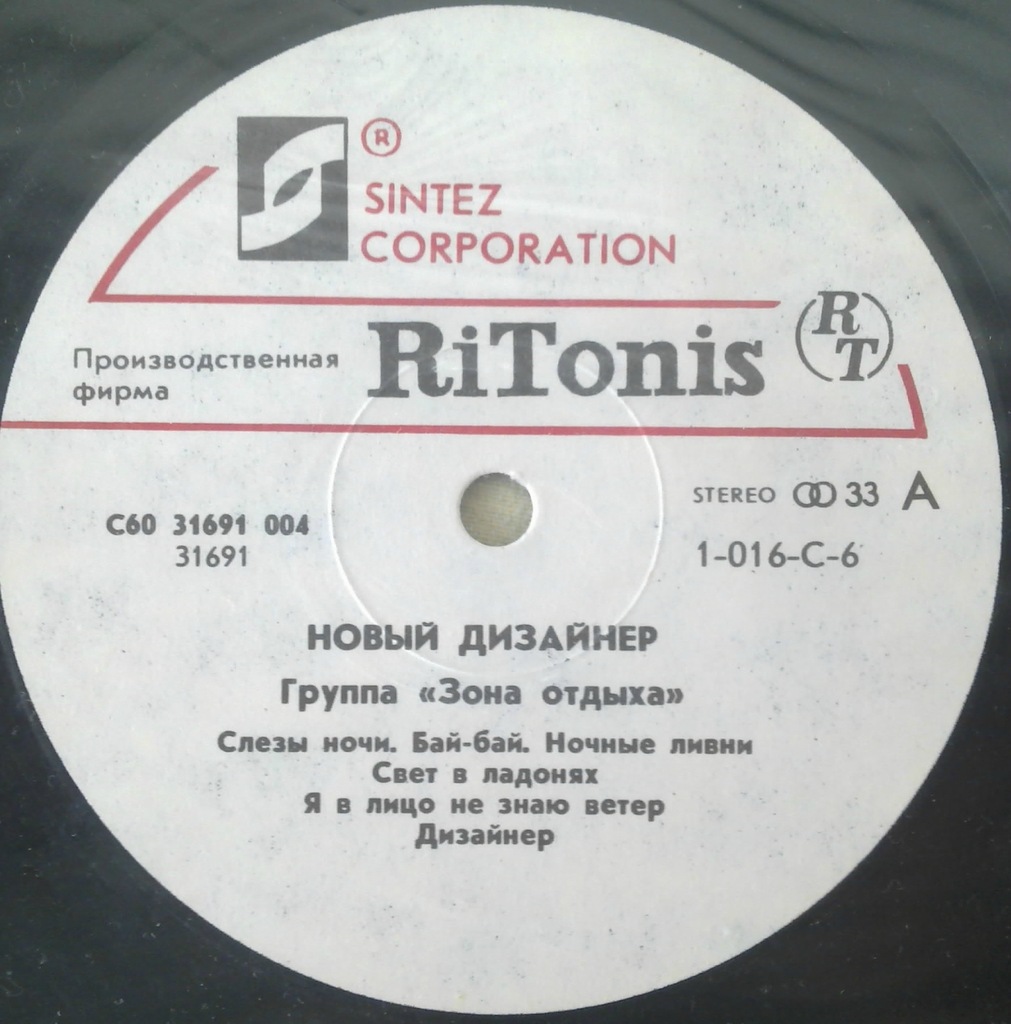 ®
SINTEZ
CORPORATION
Производственная
фирма
RiTonis
RT
STEREO 33 A
С60 31691 004
31691
1-016-С-6
НОВЫЙ ДИЗАЙНЕР
Группа «Зона отдыха»
Слезы ночи. Бай-бай. Ночные ливни
Свет в ладонях
Я в лицо не знаю ветер
Дизайнер